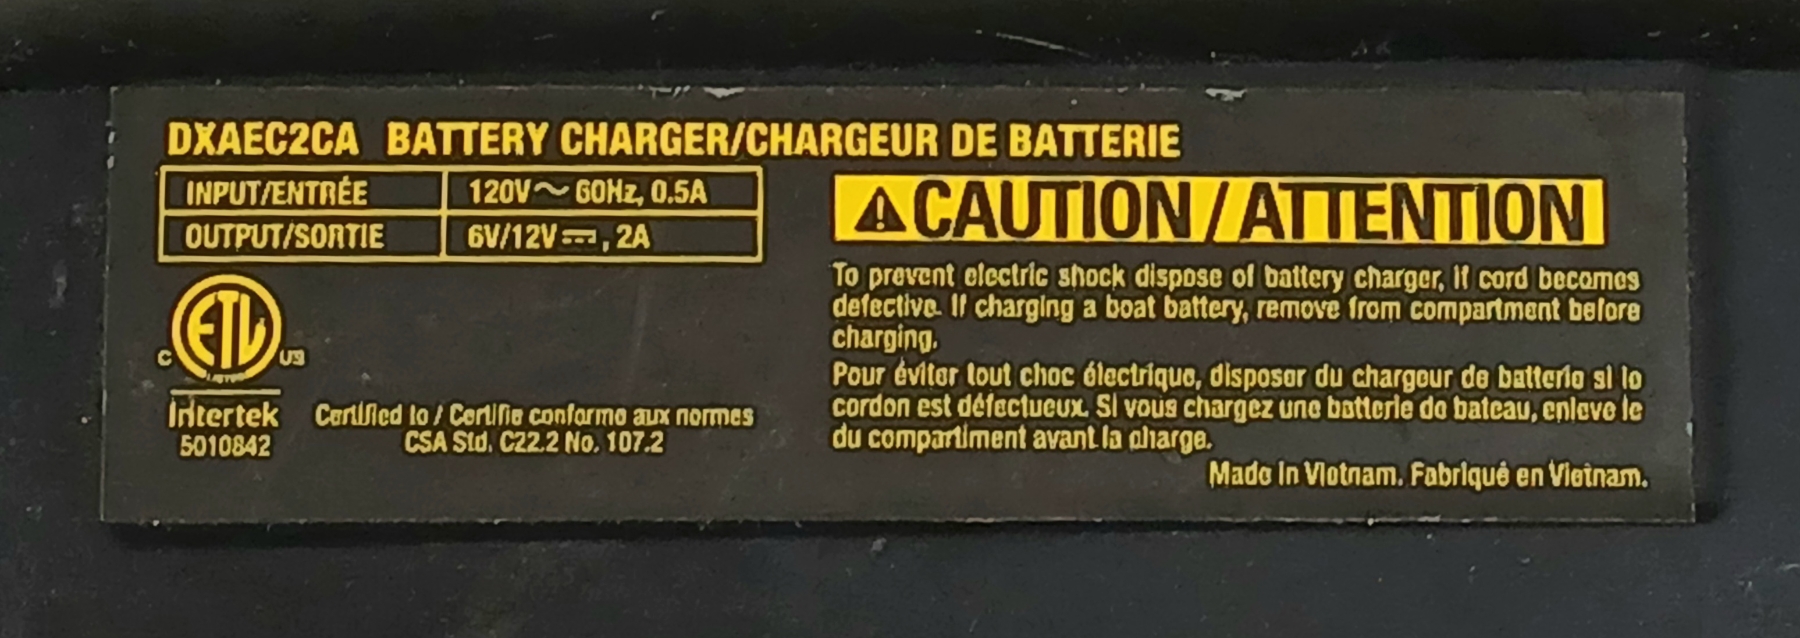 DXAEC2CA BATTERY CHARGER/CHARGEUR DE BATTERIE
INPUT/ENTRÉE 120V~ 60Hz, 0.5A
OUTPUT/SORTIE 6V/12V⎓, 2A
CAUTION/ATTENTION
To prevent electric shock dispose of battery charger, if cord becomes
defective. If charging a boat battery, remove from compartment before
charging.
Pour éviter tout choc électrique, disposer du chargeur de batterie si le
cordon est défectueux. Si vous chargez une batterie de bateau, enleve le
du compartiment avant la charge.
Made in Vietnam. Fabriqué en Vietnam.
C ETL US
LISTED
Intertek
5010842
Certified to / Certifie conforme aux normes
CSA Std. C22.2 No. 107.2